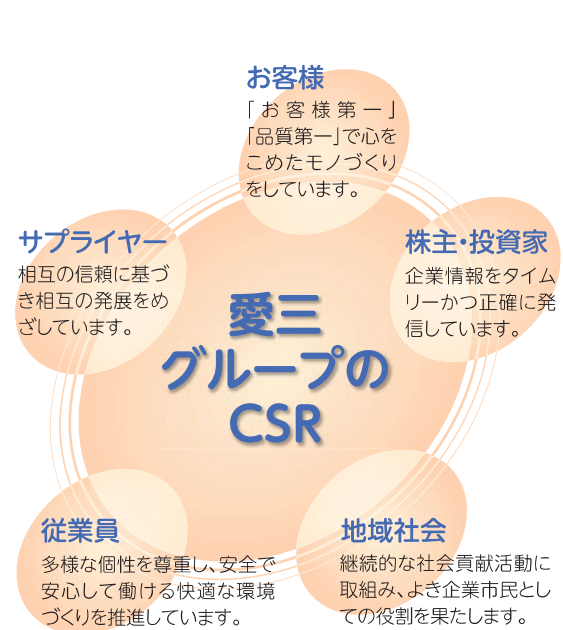 お客様
「お客様第一」
「品質第一」で心を
こめたモノづくり
をしています。
サプライヤー
相互の信頼に基づ
き相互の発展をめ
ざしています。
株主・投資家
企業情報をタイム
リーかつ正確に発
信しています。
愛三
グループの
CSR
従業員
多様な個性を尊重し、安全で
安心して働ける快適な環境
づくりを推進しています。
地域社会
継続的な社会貢献活動に
取組み、よき企業市民とし
ての役割を果たします。